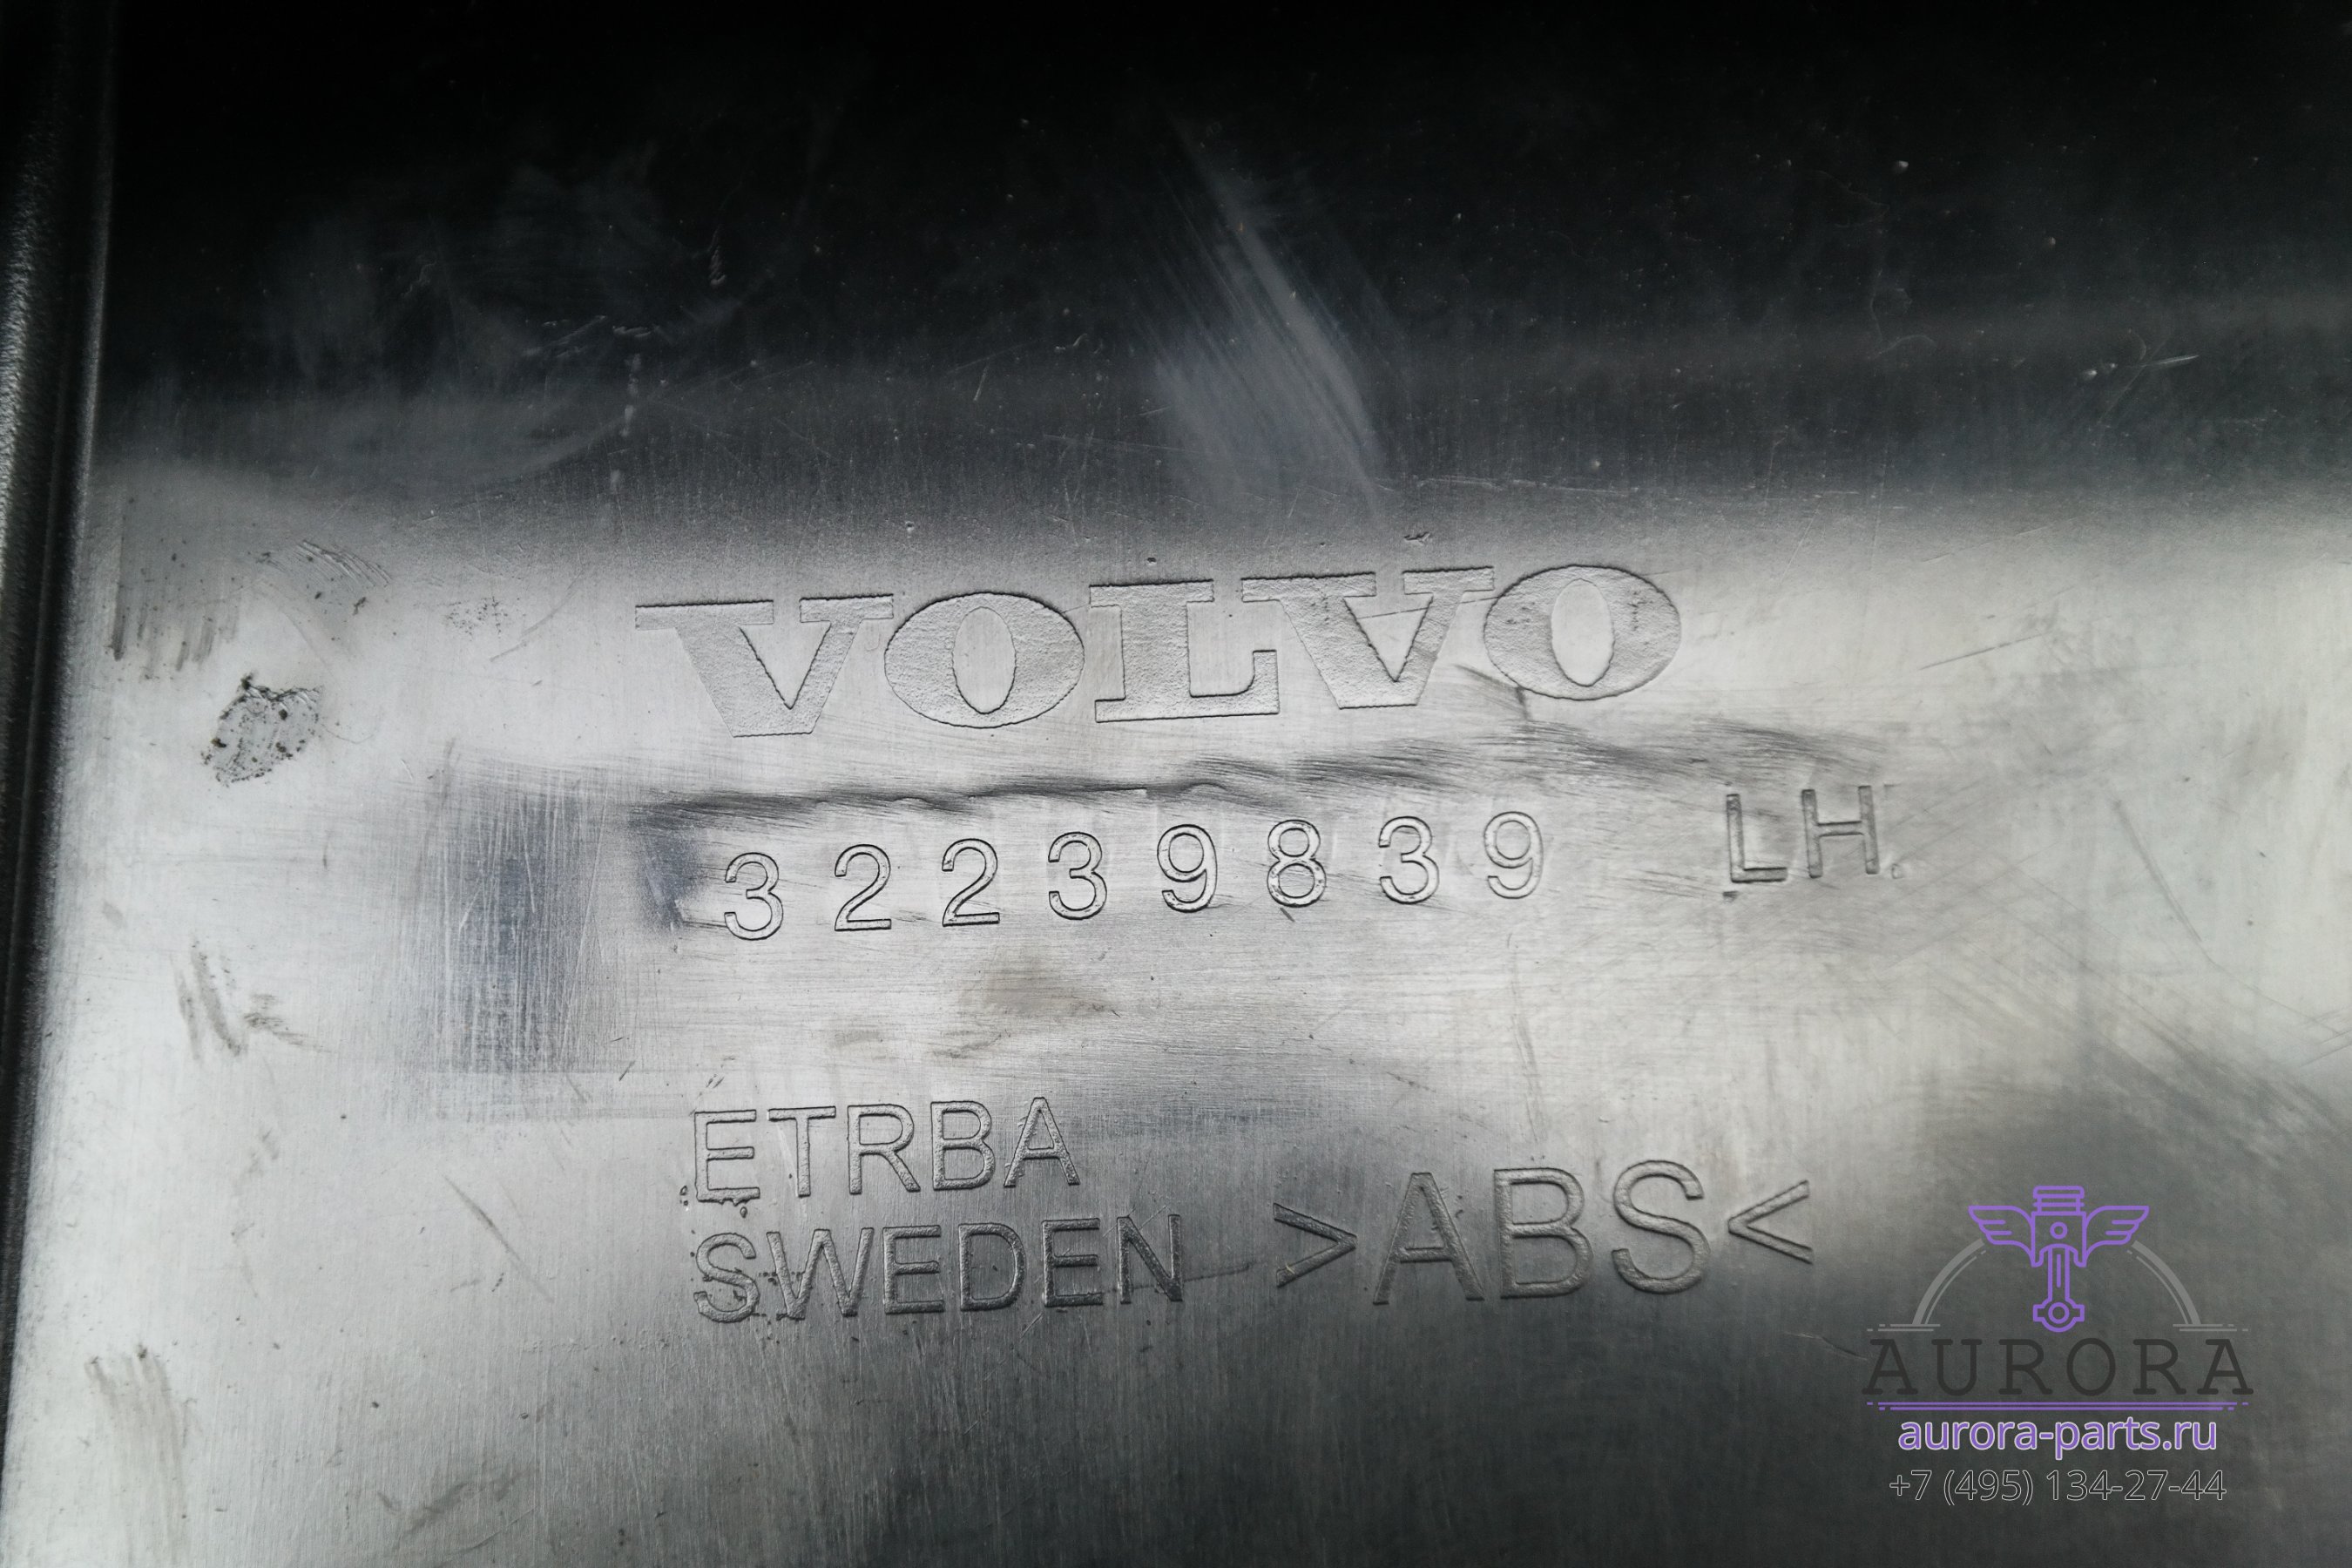 VOLVO
32239839 LH.
ETRBA
SWEDEN >ABS<
AURORA
aurora-parts.ru
+7 (495) 134-27-44